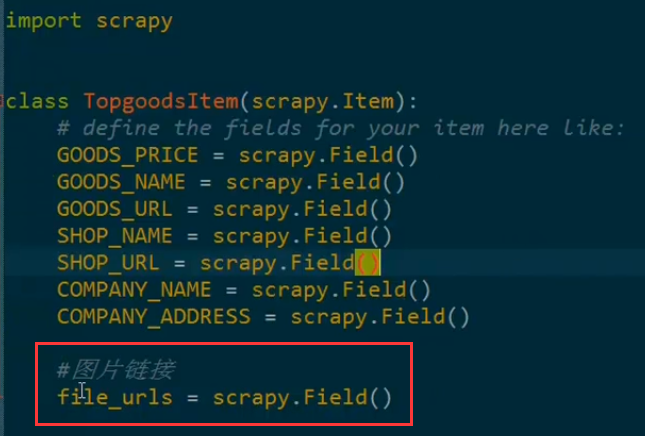 import scrapy
class TopgoodsItem(scrapy.Item):
# define the fields for your item here like:
GOODS_PRICE = scrapy.Field()
GOODS_NAME = scrapy.Field()
GOODS_URL = scrapy.Field()
SHOP_NAME = scrapy.Field()
SHOP_URL = scrapy.Field()
COMPANY_NAME = scrapy.Field()
COMPANY_ADDRESS = scrapy.Field()
#图片链接
file_urls = scrapy.Field()